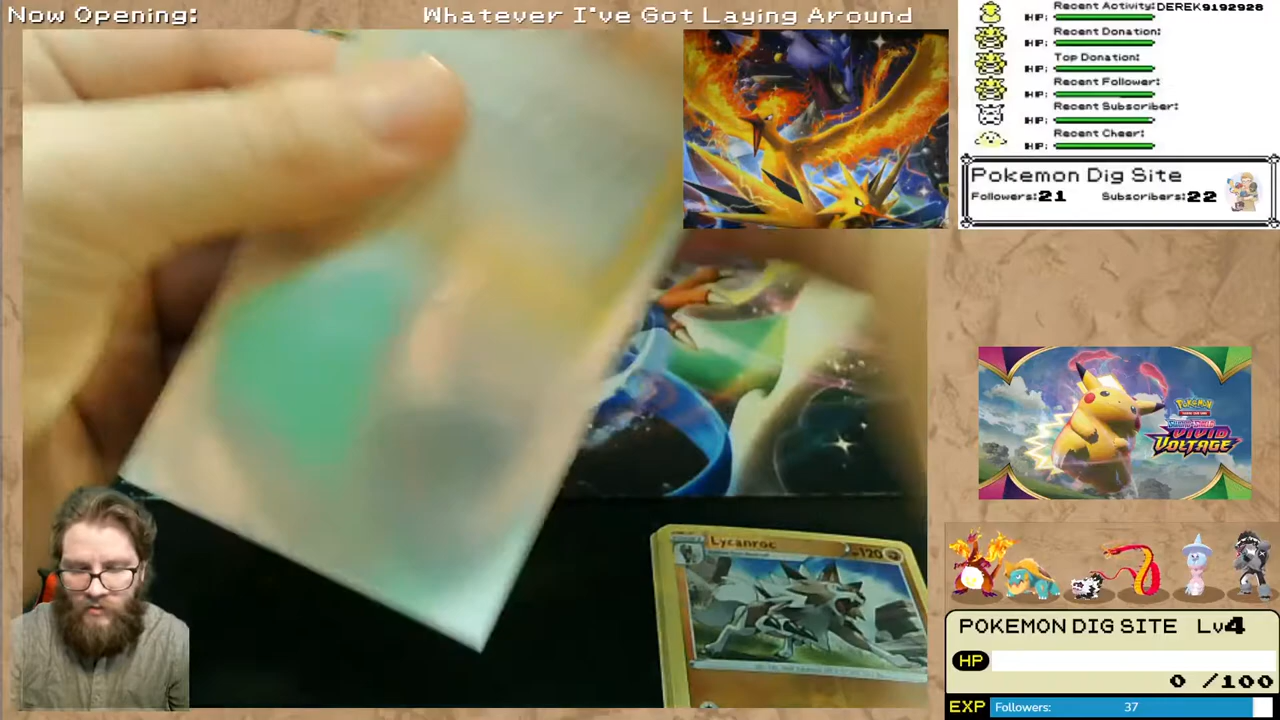 Now Opening:
Whatever I've Got Laying Around
Recent Activity: DEREK9192928
HP:
Recent Donation:
HP:
Top Donation:
HP:
Recent Follower:
HP:
Recent Subscriber:
HP:
Recent Cheer:
HP:
Pokemon Dig Site
Followers: 21 Subscribers: 22
POKÉMON
VIVID
VOLTAGE
Lycanroc
120
POKEMON DIG SITE Lv4
HP
0 /100
EXP Followers: 37